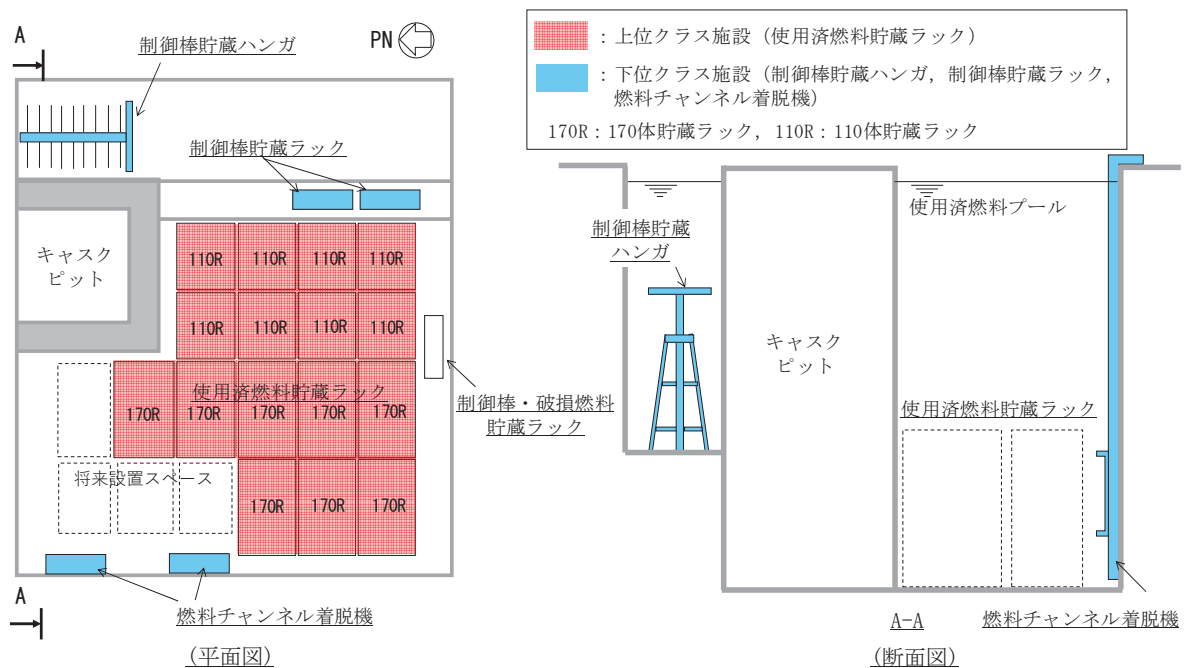 A
制御棒貯蔵ハンガ
PN
制御棒貯蔵ラック
キャスク
ピット
110R 110R 110R 110R
110R 110R 110R 110R
使用済燃料貯蔵ラック
170R 170R 170R 170R 170R
制御棒・破損燃料
貯蔵ラック
将来設置スペース
170R 170R 170R
A
燃料チャンネル着脱機
(平面図)
:上位クラス施設(使用済燃料貯蔵ラック)
:下位クラス施設(制御棒貯蔵ハンガ,制御棒貯蔵ラック,
燃料チャンネル着脱機)
170R:170体貯蔵ラック,110R:110体貯蔵ラック
使用済燃料プール
制御棒貯蔵
ハンガ
キャスク
ピット
使用済燃料貯蔵ラック
A-A
燃料チャンネル着脱機
(断面図)